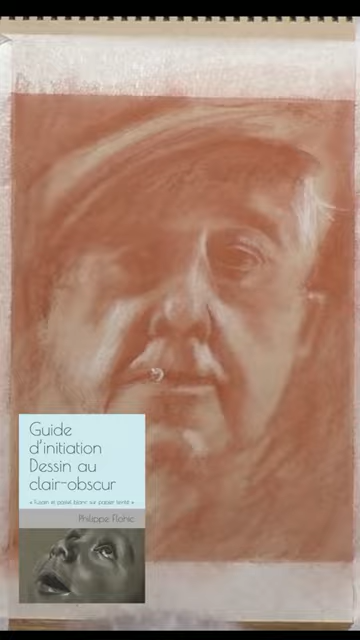 Guide
d'initiation
Dessin au
clair-obscur
« fusain et pastel blanc sur papier teinté »
Philippe Flohic